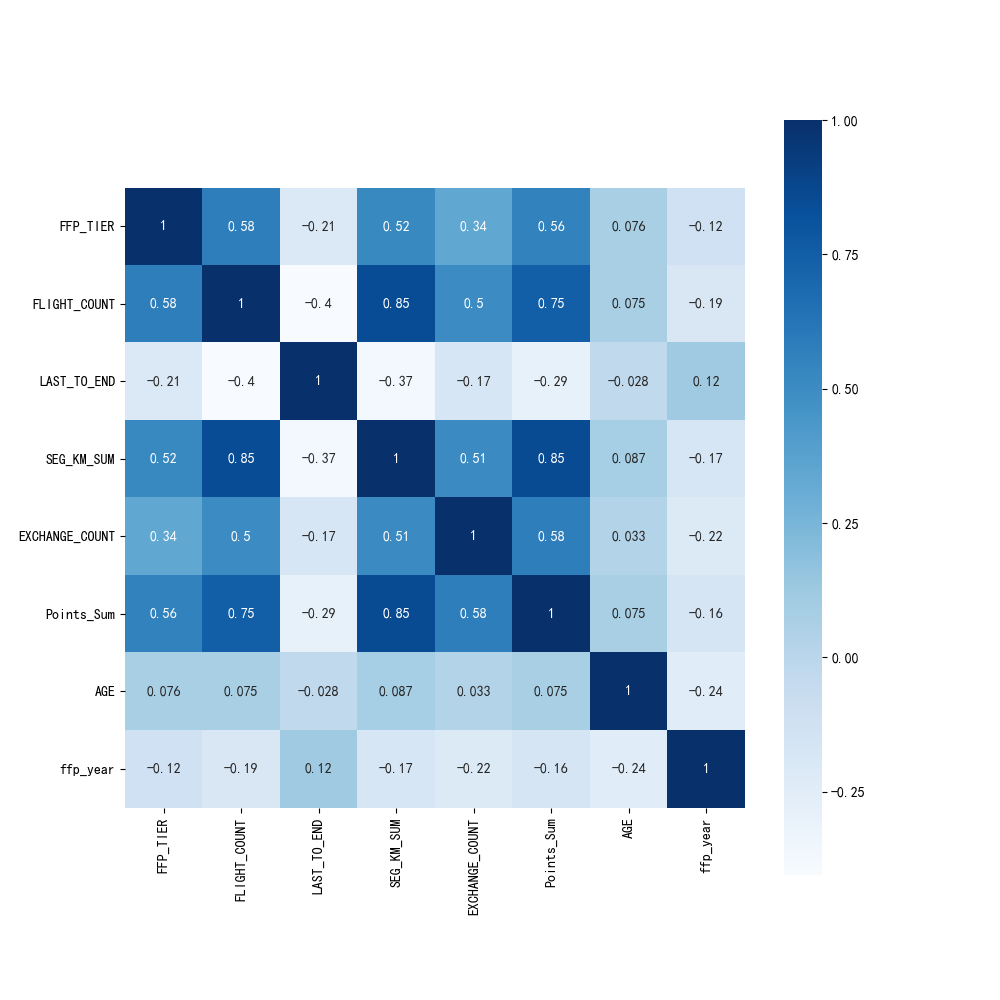 1.00
FFP_TIER 1 0.58 -0.21 0.52 0.34 0.56 0.076 -0.12
0.75
FLIGHT_COUNT 0.58 1 -0.4 0.85 0.5 0.75 0.075 -0.19
LAST_TO_END -0.21 -0.4 1 -0.37 -0.17 -0.29 -0.028 0.12
0.50
SEG_KM_SUM 0.52 0.85 -0.37 1 0.51 0.85 0.087 -0.17
0.25
EXCHANGE_COUNT 0.34 0.5 -0.17 0.51 1 0.58 0.033 -0.22
Points_Sum 0.56 0.75 -0.29 0.85 0.58 1 0.075 -0.16
0.00
AGE 0.076 0.075 -0.028 0.087 0.033 0.075 1 -0.24
ffp_year -0.12 -0.19 0.12 -0.17 -0.22 -0.16 -0.24 1
-0.25
FFP_TIER
FLIGHT_COUNT
LAST_TO_END
SEG_KM_SUM
EXCHANGE_COUNT
Points_Sum
AGE
ffp_year